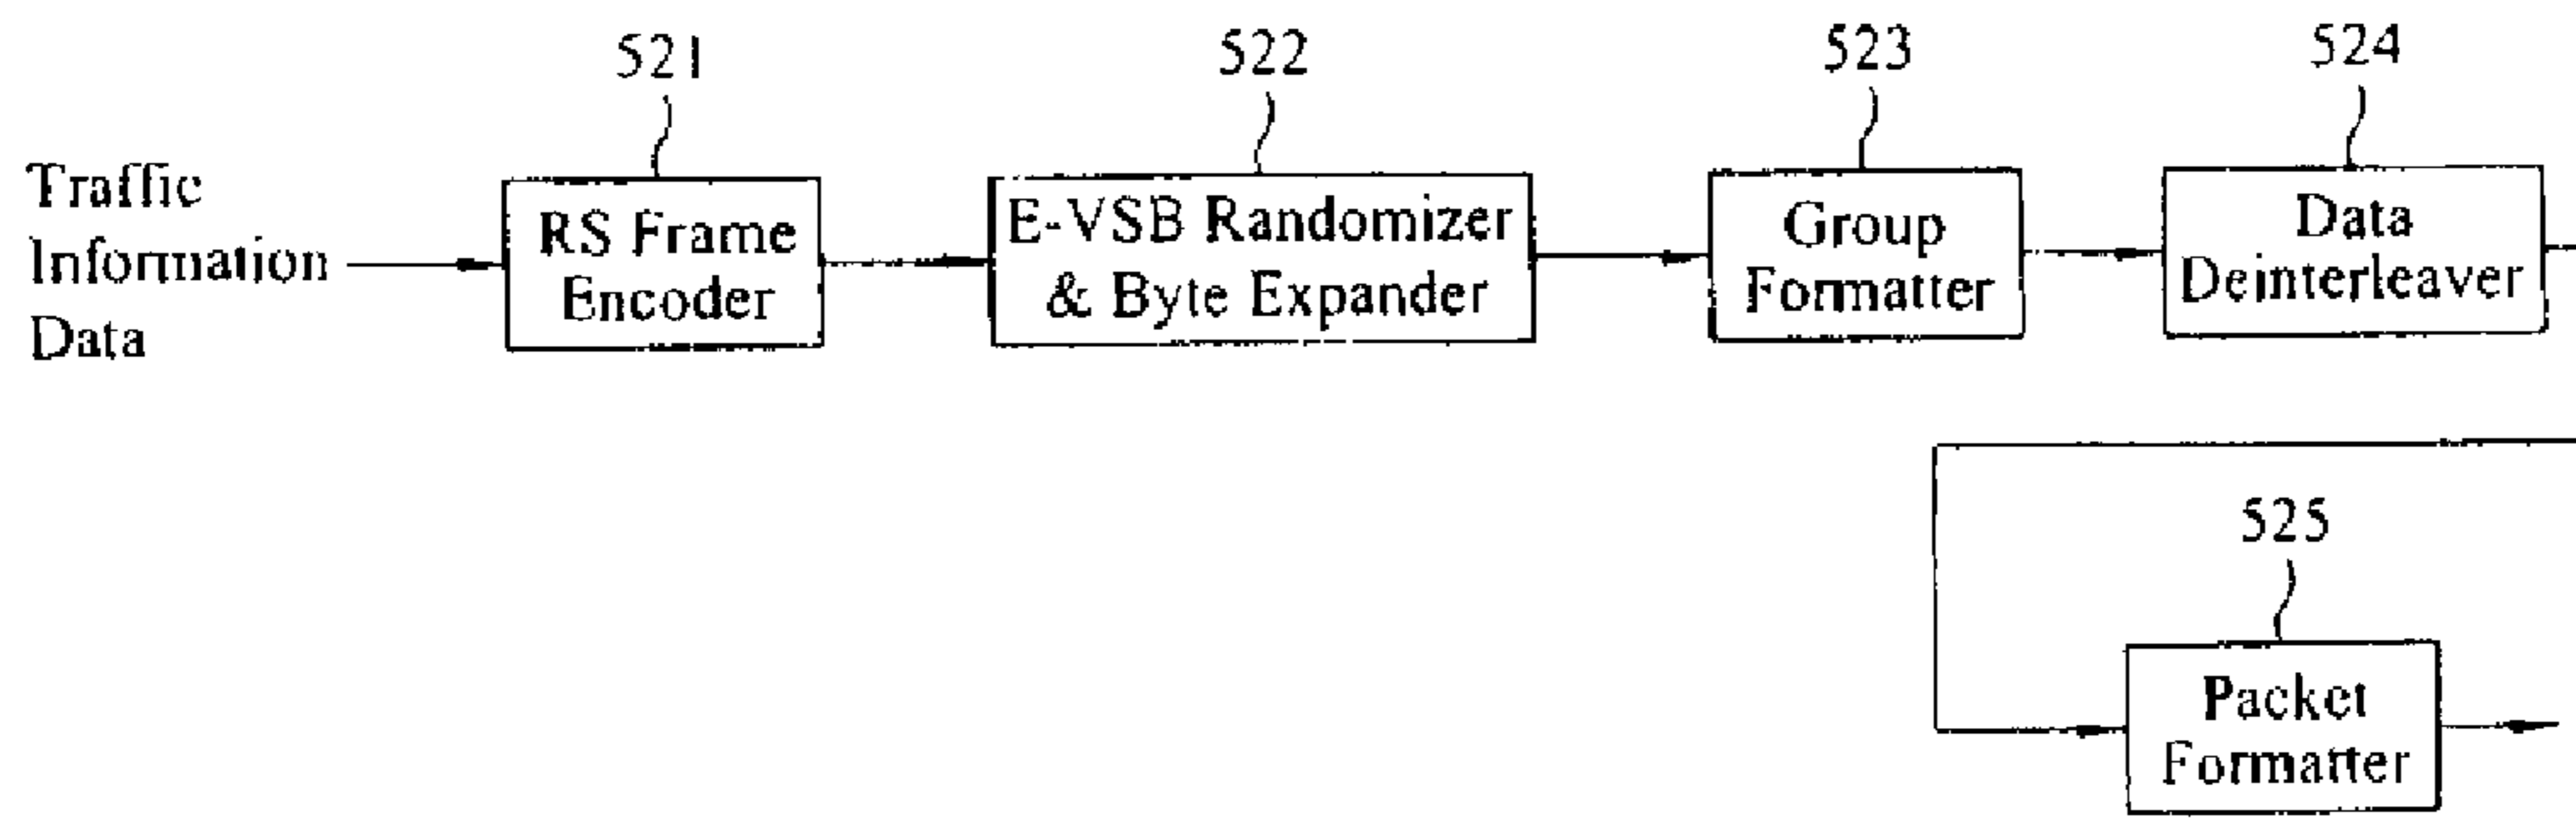 521
522
523
524
Traffic
Information
Data
RS Frame
Encoder
E-VSB Randomizer
& Byte Expander
Group
Formatter
Data
Deinterleaver
525
Packet
Formatter